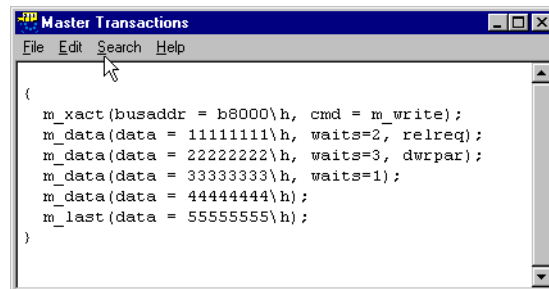 Master Transactions
File Edit Search Help
{
m_xact(busaddr = b8000\h, cmd = m_write);
m_data(data = 11111111\h, waits=2, relreq);
m_data(data = 22222222\h, waits=3, dwrpar);
m_data(data = 33333333\h, waits=1);
m_data(data = 44444444\h);
m_last(data = 55555555\h);
}